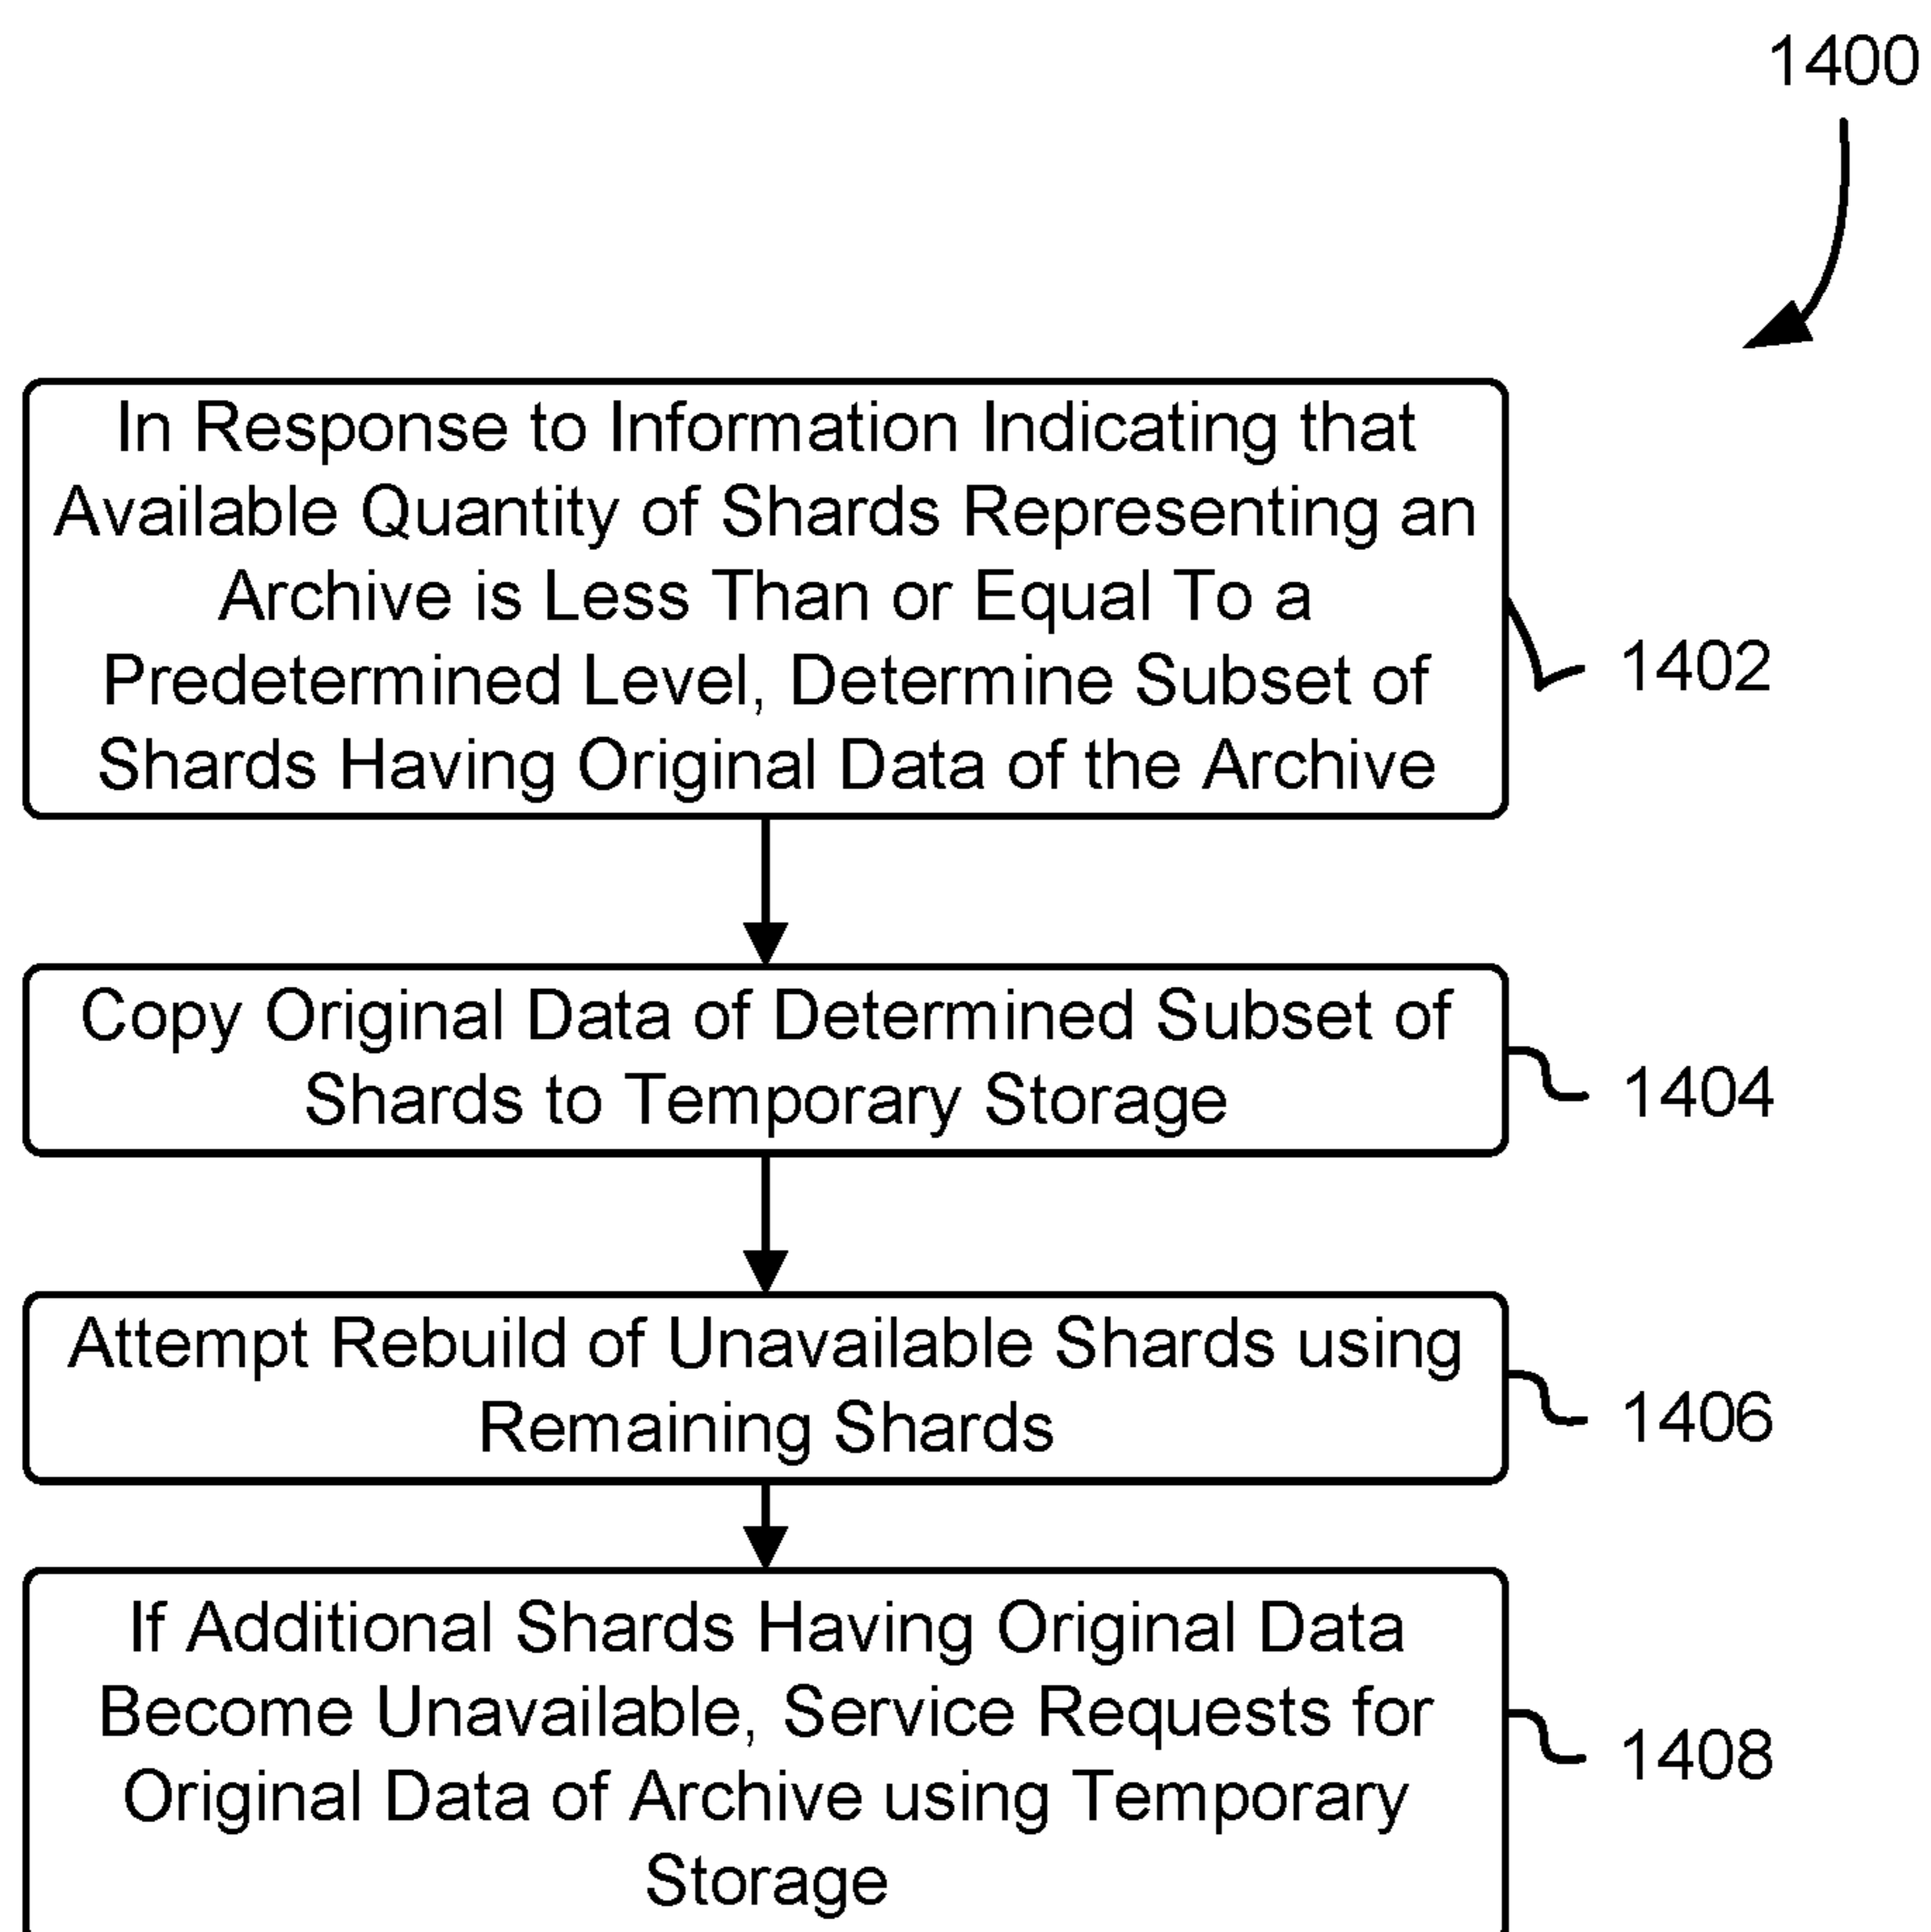 1400
In Response to Information Indicating that
Available Quantity of Shards Representing an
Archive is Less Than or Equal To a
Predetermined Level, Determine Subset of
Shards Having Original Data of the Archive
1402
Copy Original Data of Determined Subset of
Shards to Temporary Storage
1404
Attempt Rebuild of Unavailable Shards using
Remaining Shards
1406
If Additional Shards Having Original Data
Become Unavailable, Service Requests for
Original Data of Archive using Temporary
Storage
1408